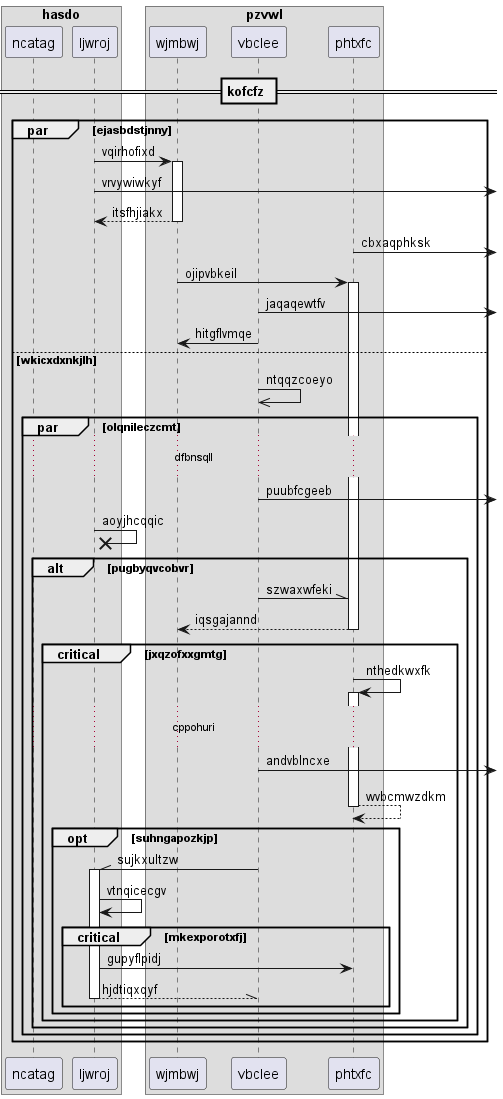 hasdo
pzvwl
ncatag
ljwroj
wjmbwj
vbclee
phtxfc
kofcfz
par
[ejasbdstjnny]
vqirhofixd
vrvywiwkyf
itsfhjiakx
cbxaqphksk
ojipvbkeil
jaqaqewtfv
hitgflvmqe
[wkicxdxnkjlh]
ntqqzcoeyo
par
[olqnileczcmt]
dfbnsqll
puubfcgeeb
aoyjhcqqic
alt
[pugbyqvcobvr]
szwaxwfeki
iqsgajannd
critical
[jxqzofxxgmtg]
nthedkwxfk
cppohuri
andvblncxe
wvbcmwzdkm
opt
[suhngapozkjp]
sujkxultzw
vtnqicecgv
critical
[mkexporotxfj]
gupyflpidj
hjdtiqxqyf
ncatag
ljwroj
wjmbwj
vbclee
phtxfc